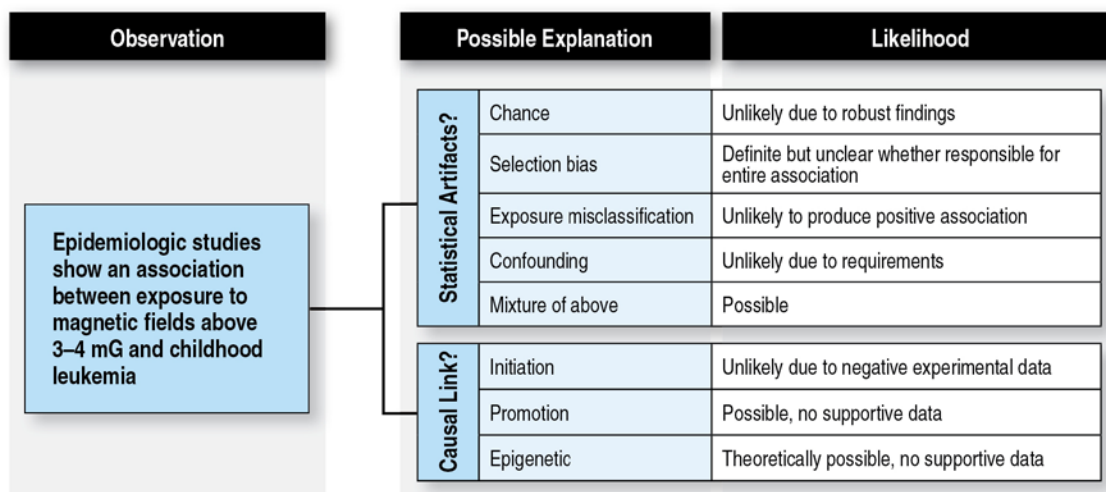 Observation
Possible Explanation
Likelihood
Epidemiologic studies
show an association
between exposure to
magnetic fields above
3–4 mG and childhood
leukemia
Statistical Artifacts?
Chance
Unlikely due to robust findings
Selection bias
Definite but unclear whether responsible for
entire association
Exposure misclassification
Unlikely to produce positive association
Confounding
Unlikely due to requirements
Mixture of above
Possible
Causal Link?
Initiation
Unlikely due to negative experimental data
Promotion
Possible, no supportive data
Epigenetic
Theoretically possible, no supportive data